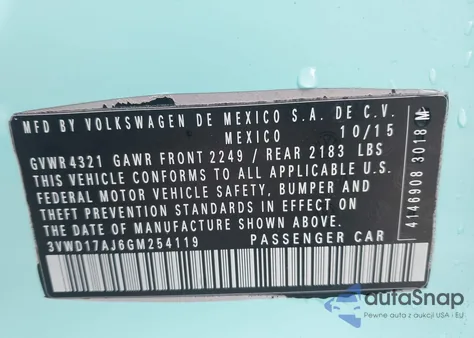 MFD BY VOLKSWAGEN DE MEXICO S.A. DE C.V.
MEXICO 10/15
GVWR 4321 GAWR FRONT 2249 / REAR 2183 LBS
THIS VEHICLE CONFORMS TO ALL APPLICABLE U.S.
FEDERAL MOTOR VEHICLE SAFETY, BUMPER AND
THEFT PREVENTION STANDARDS IN EFFECT ON
THE DATE OF MANUFACTURE SHOWN ABOVE.
3VWD17AJ6GM254119 PASSENGER CAR
4146908 3018 M
autoSnap
Pewne auta z aukcji USA i EU